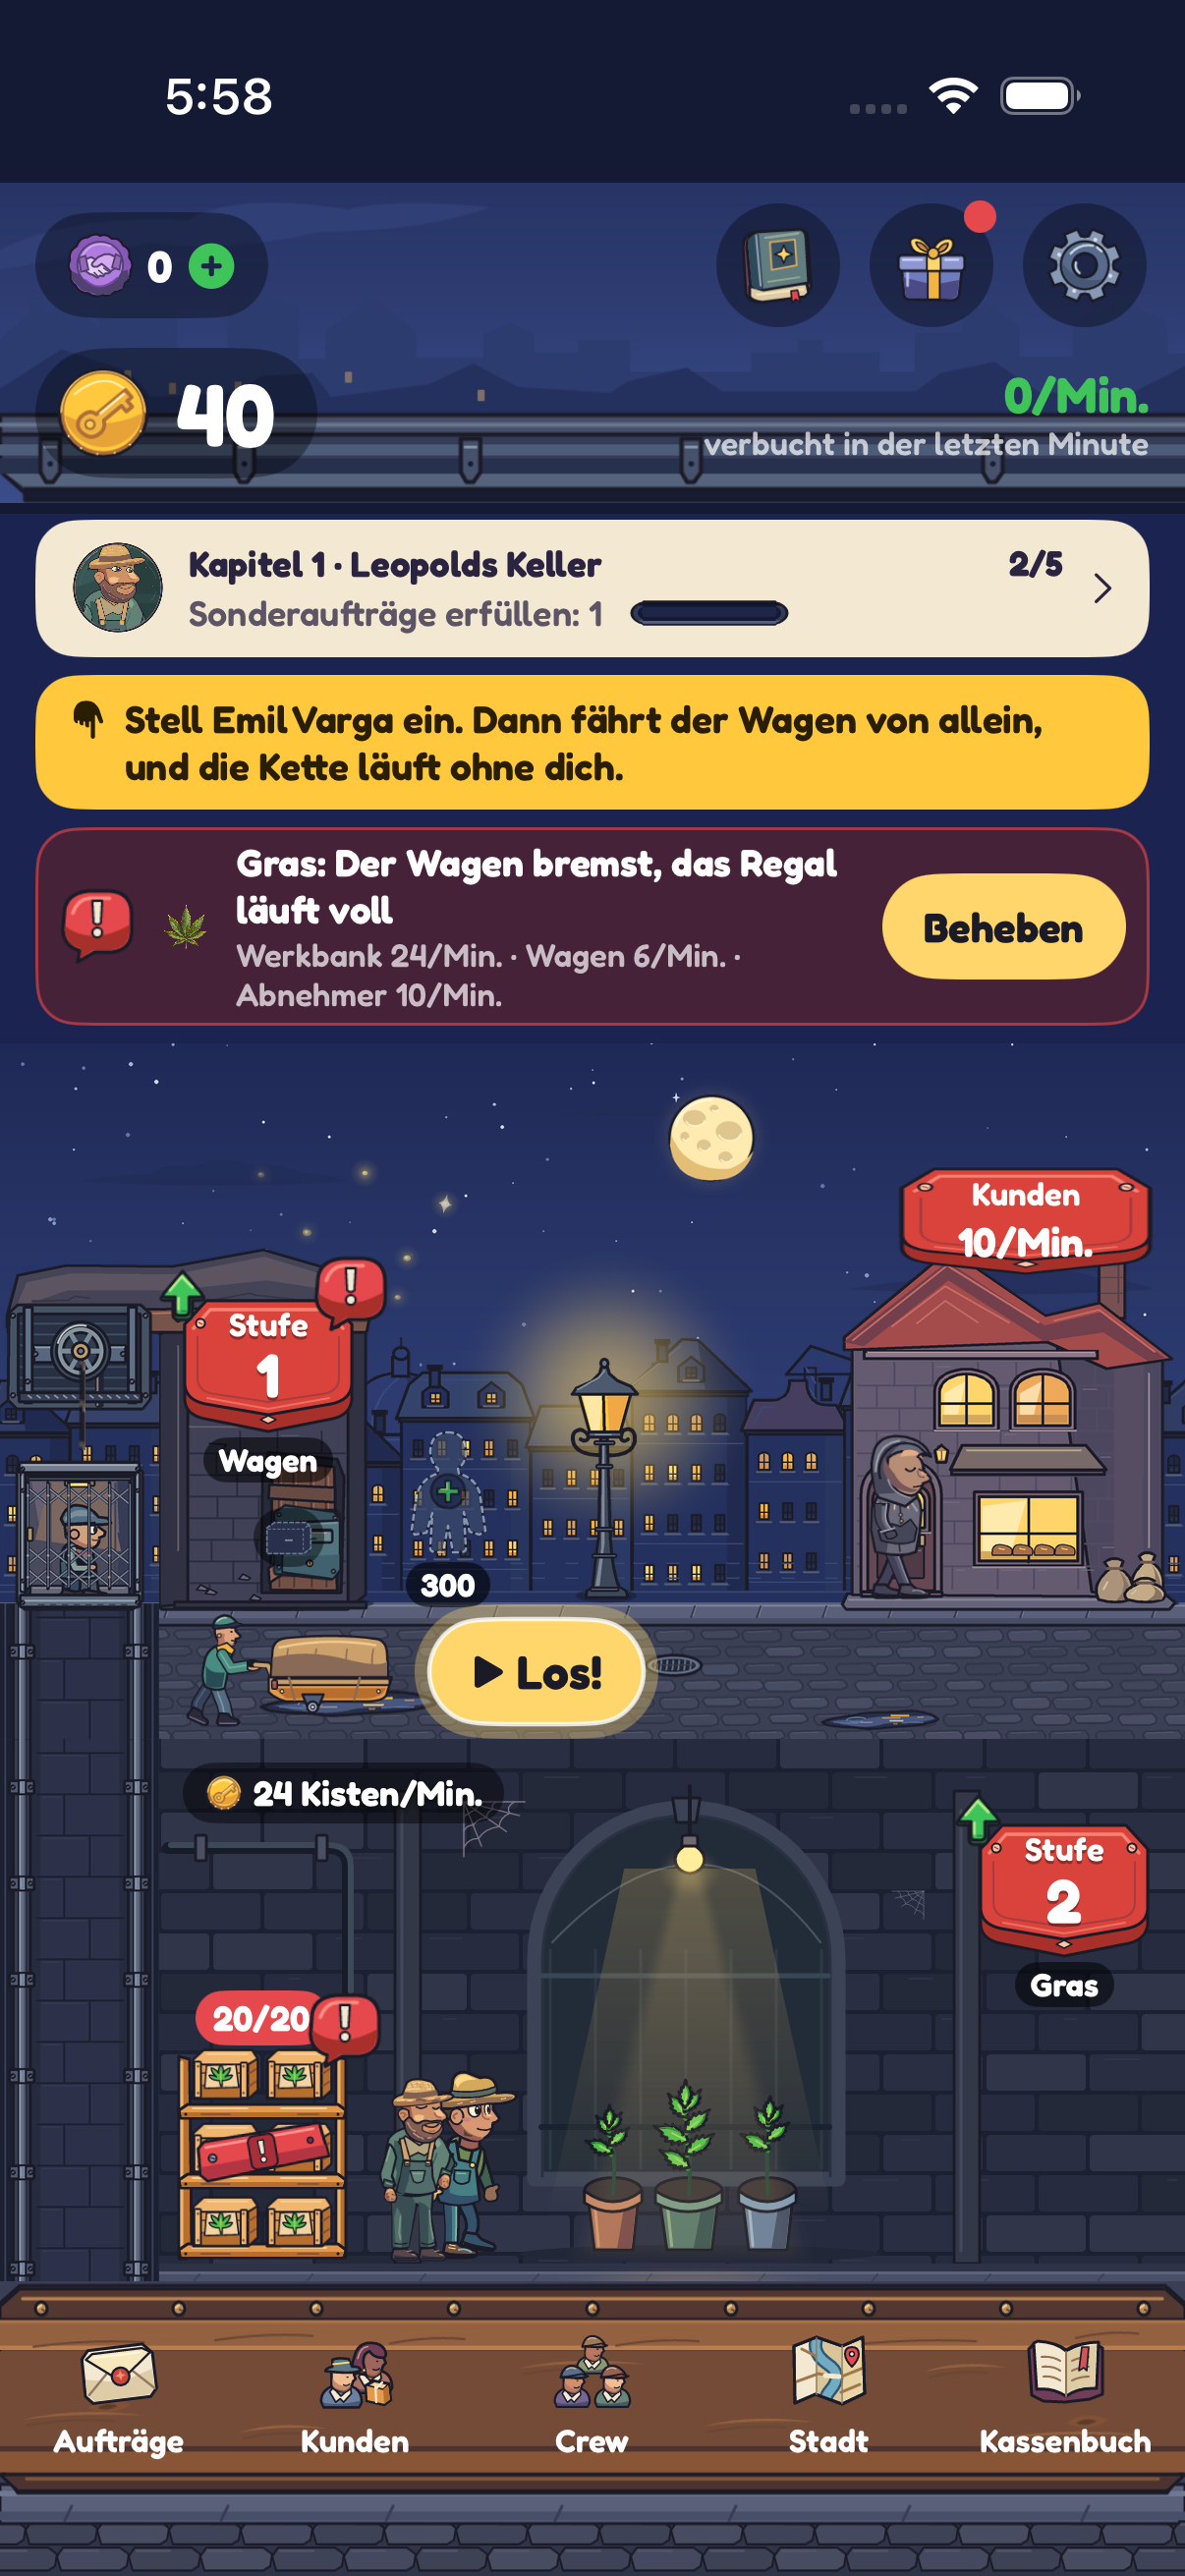 5:58
0
40
0/Min.
verbucht in der letzten Minute
Kapitel 1 · Leopolds Keller
2/5
Sonderaufträge erfüllen: 1
Stell Emil Varga ein. Dann fährt der Wagen von allein,
und die Kette läuft ohne dich.
Gras: Der Wagen bremst, das Regal
läuft voll
Werkbank 24/Min. · Wagen 6/Min. ·
Abnehmer 10/Min.
Beheben
Kunden
10/Min.
Stufe
1
Wagen
300
Los!
24 Kisten/Min.
Stufe
2
Gras
20/20
Aufträge
Kunden
Crew
Stadt
Kassenbuch